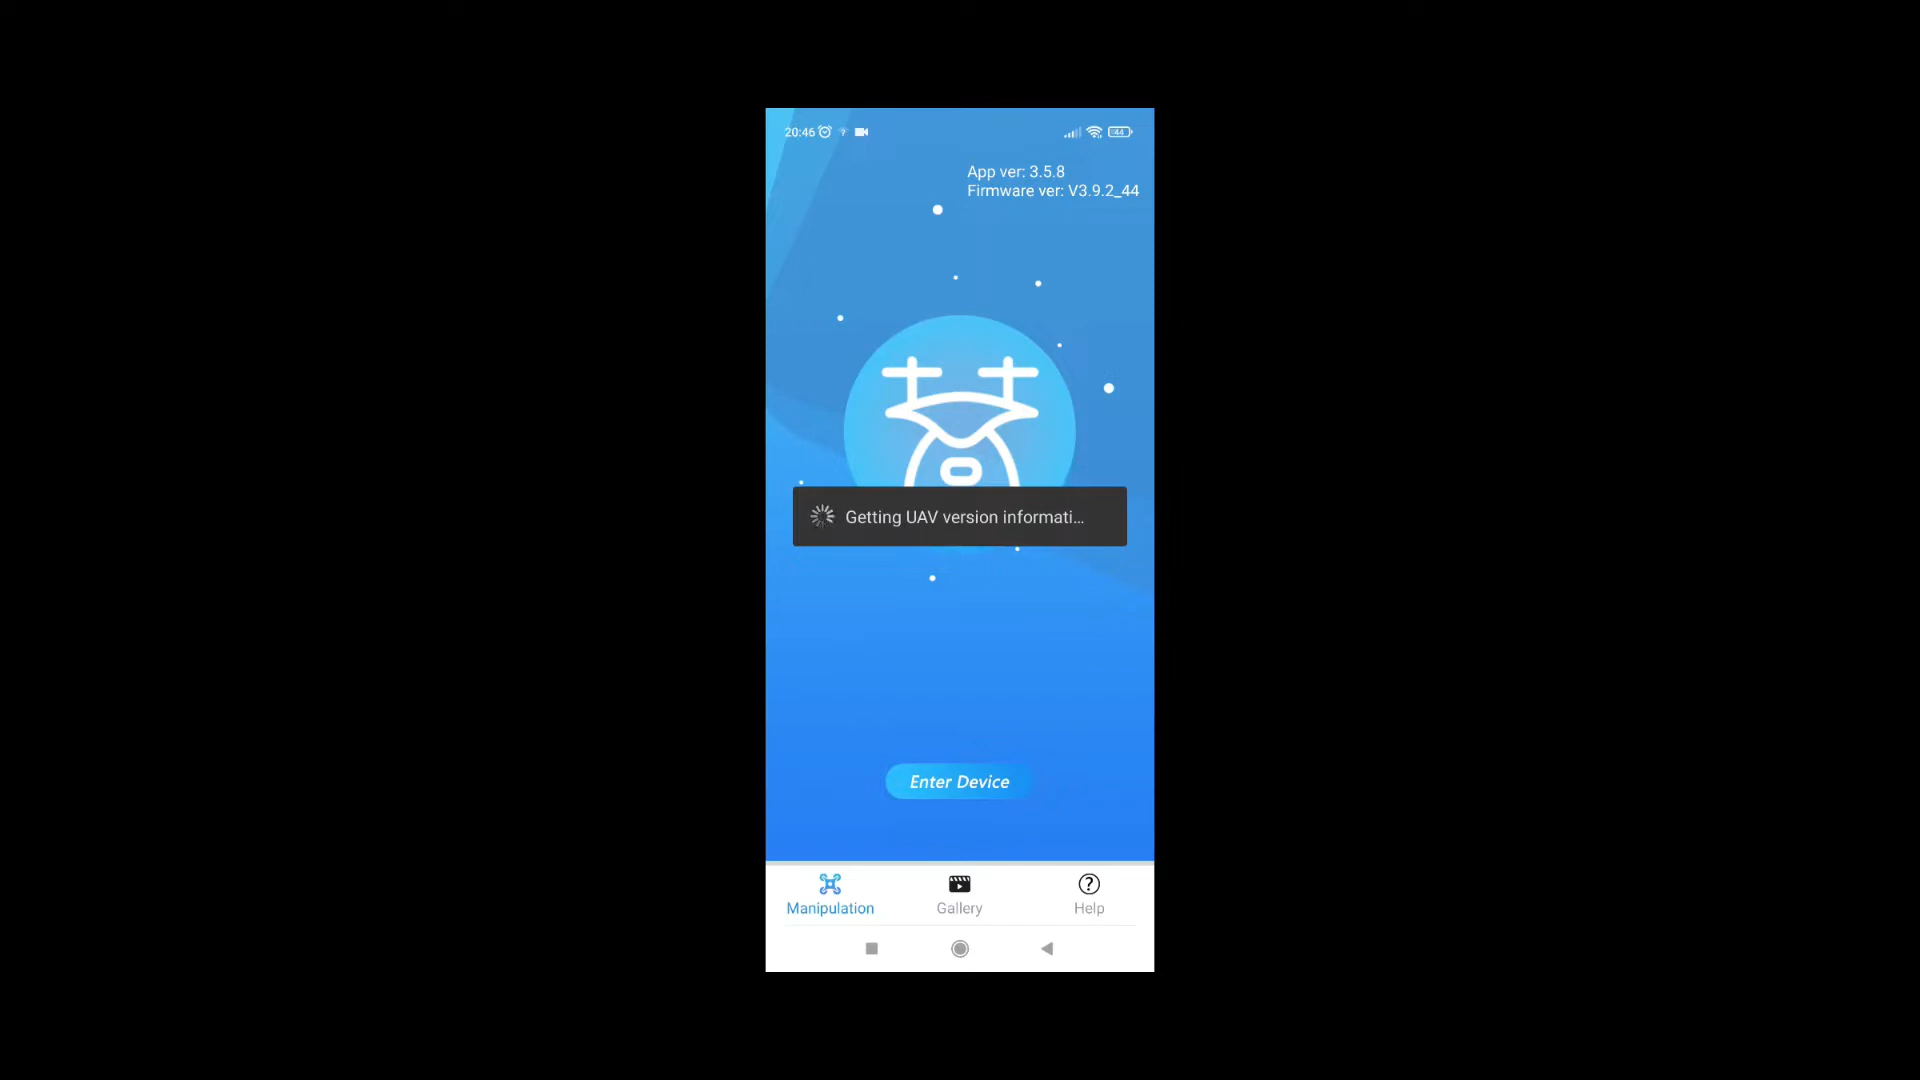 20:46
44
App ver: 3.5.8
Firmware ver: V3.9.2_44
Getting UAV version informati...
Enter Device
Manipulation
Gallery
Help